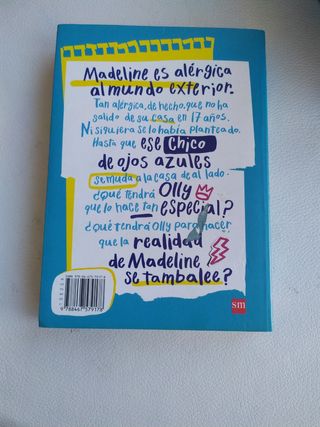 Madeline es alérgica
al mundo exterior.
Tan alérgica, de hecho, que no ha
salido de su casa en 17 años.
Ni siquiera se lo había planteado.
Hasta que ese chico
de ojos azules
se muda a la casa de al lado.
¿Qué tendrá Olly
que lo hace tan especial?
¿Qué tendrá Olly para hacer
que la realidad
de Madeline
se tambalee?
9 788467 579178
sm